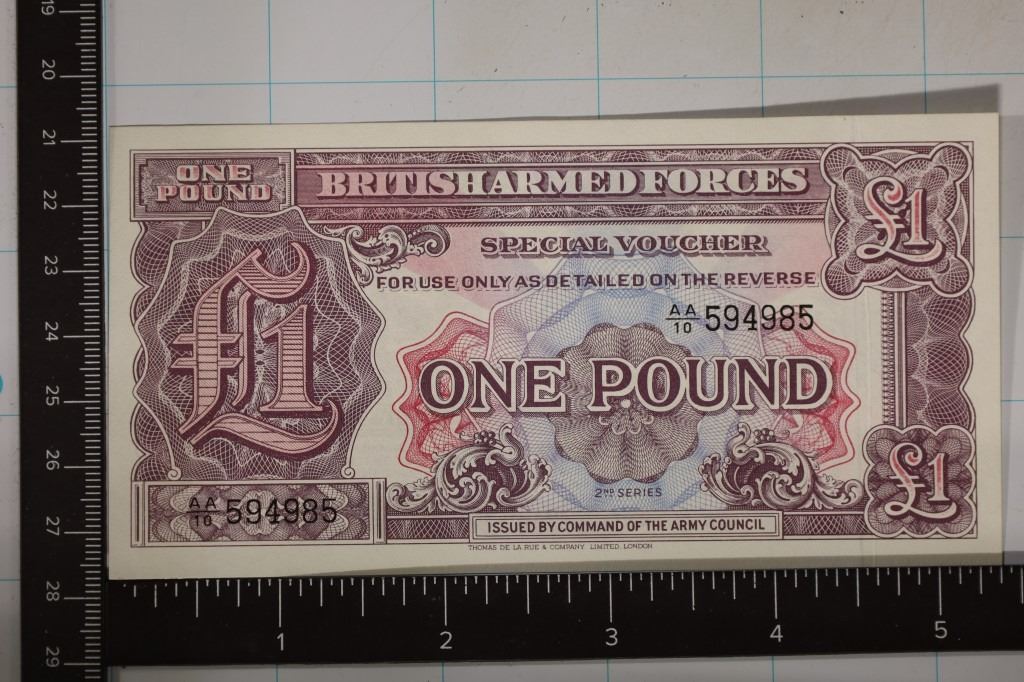 ONE POUND
BRITISH ARMED FORCES
£1
SPECIAL VOUCHER
FOR USE ONLY AS DETAILED ON THE REVERSE
AA/10 594985
£1
ONE POUND
2ND SERIES
£1
AA/10 594985
ISSUED BY COMMAND OF THE ARMY COUNCIL
THOMAS DE LA RUE & COMPANY, LIMITED, LONDON
19
20
21
22
23
24
25
26
27
28
29
1 2 3 4 5